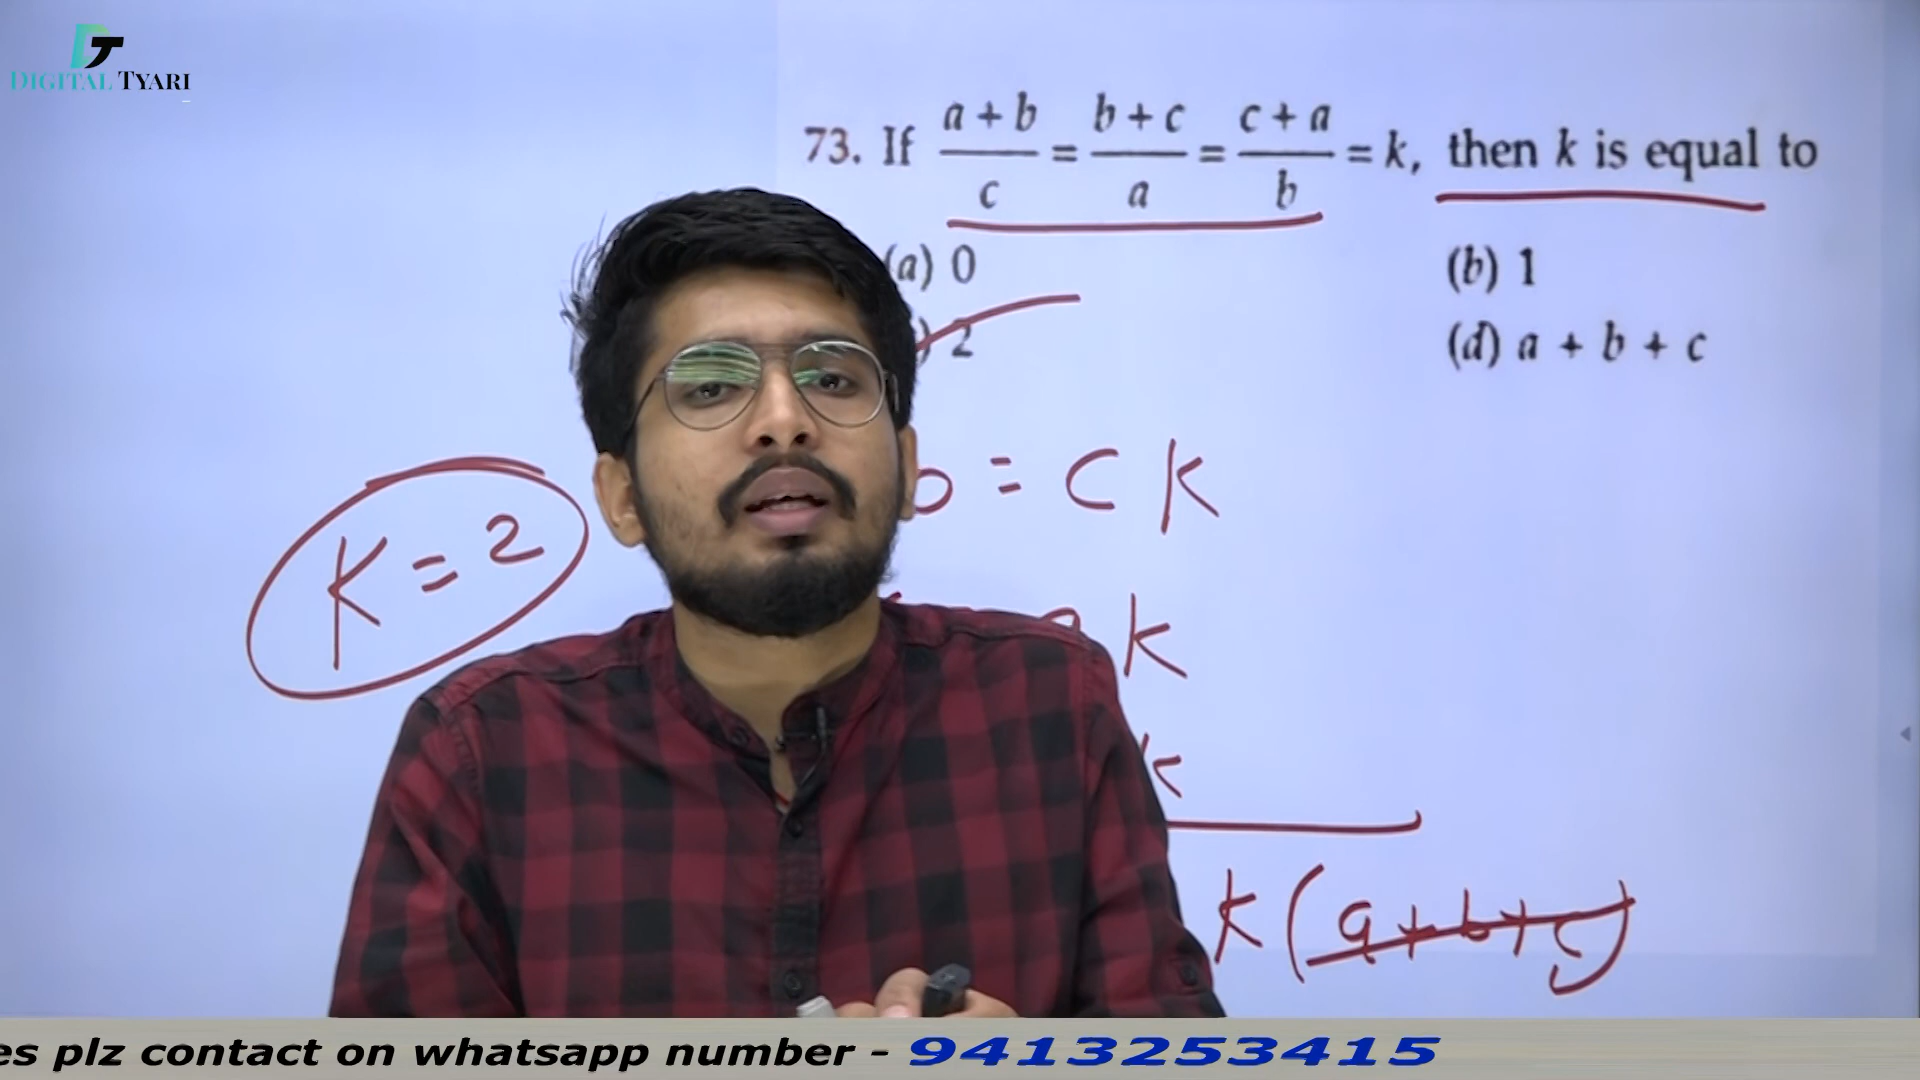 DIGITAL TYARI
73. If a + b / c = b + c / a = c + a / b = k, then k is equal to
(a) 0
(b) 1
) 2
(d) a + b + c
= c k
K = 2
k
k
k (a+b+c)
es plz contact on whatsapp number - 9413253415